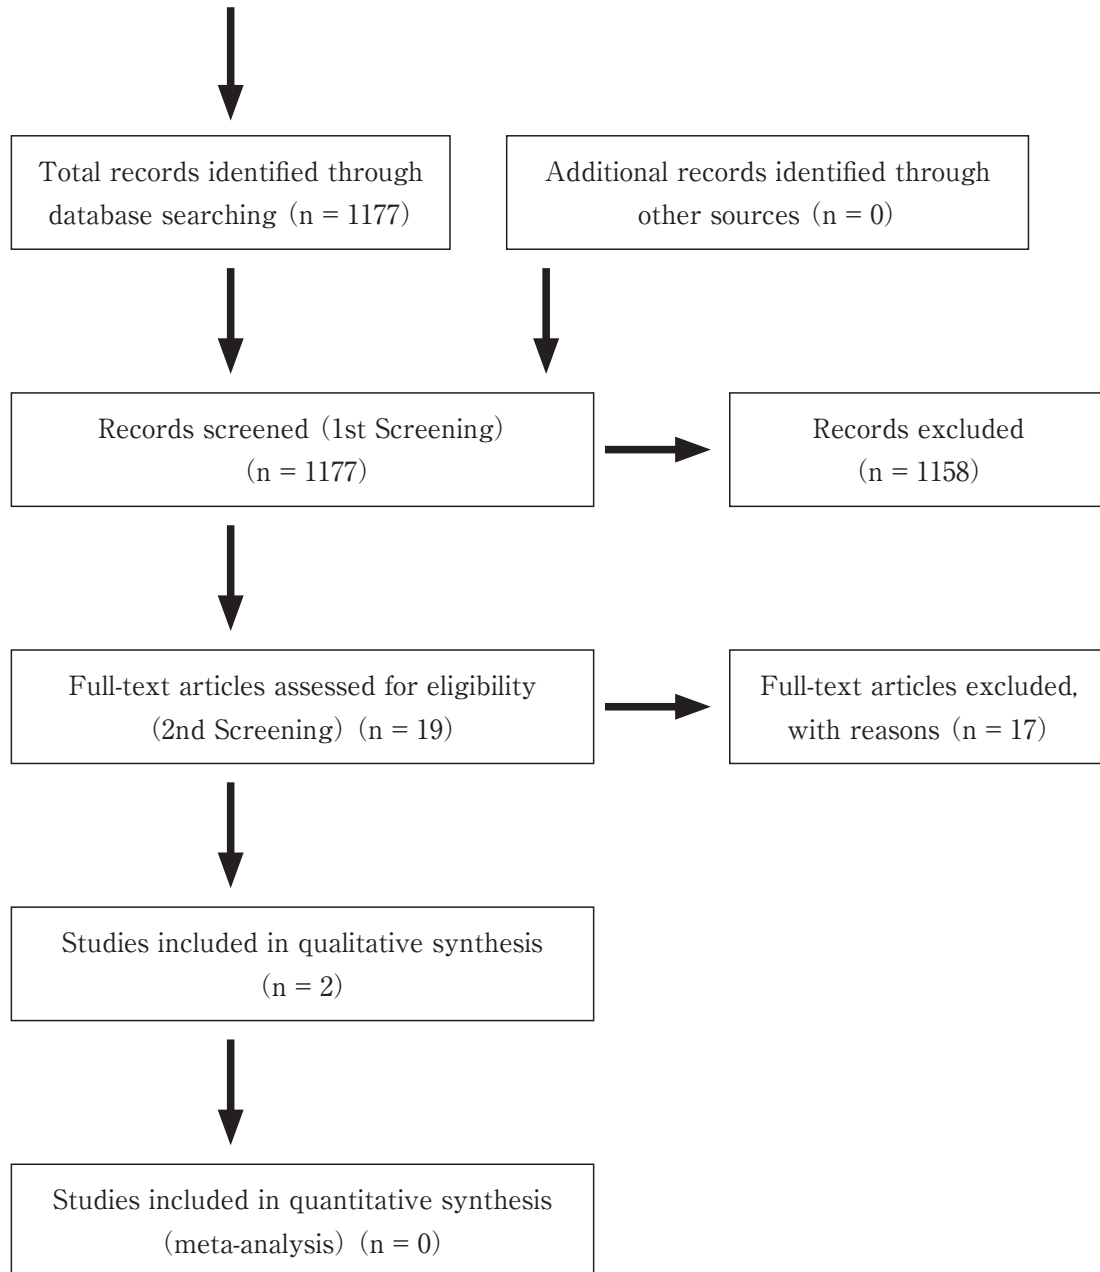 Total records identified through
database searching (n = 1177)
Additional records identified through
other sources (n = 0)
Records screened (1st Screening)
(n = 1177)
Records excluded
(n = 1158)
Full-text articles assessed for eligibility
(2nd Screening) (n = 19)
Full-text articles excluded,
with reasons (n = 17)
Studies included in qualitative synthesis
(n = 2)
Studies included in quantitative synthesis
(meta-analysis) (n = 0)